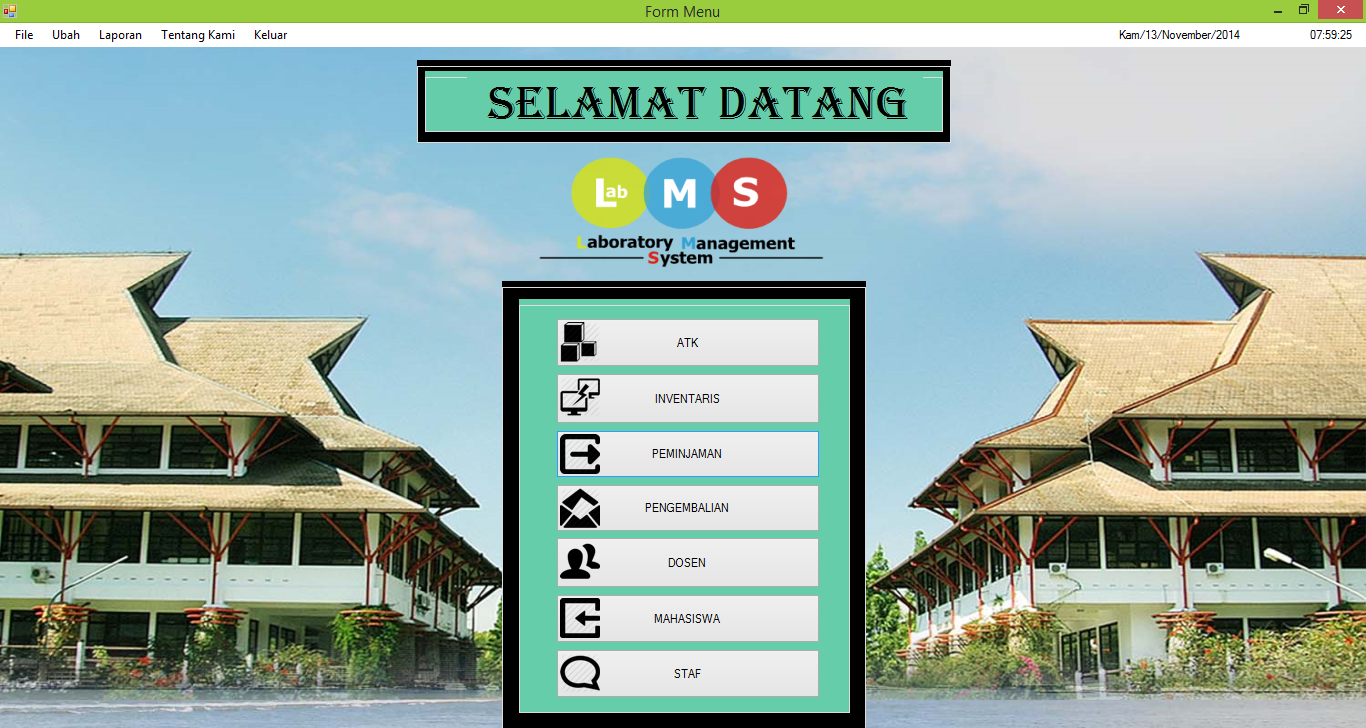 Form Menu
File Ubah Laporan Tentang Kami Keluar Kam/13/November/2014 07:59:25
SELAMAT DATANG
Lab M S
Laboratory Management
System
ATK
INVENTARIS
PEMINJAMAN
PENGEMBALIAN
DOSEN
MAHASISWA
STAF